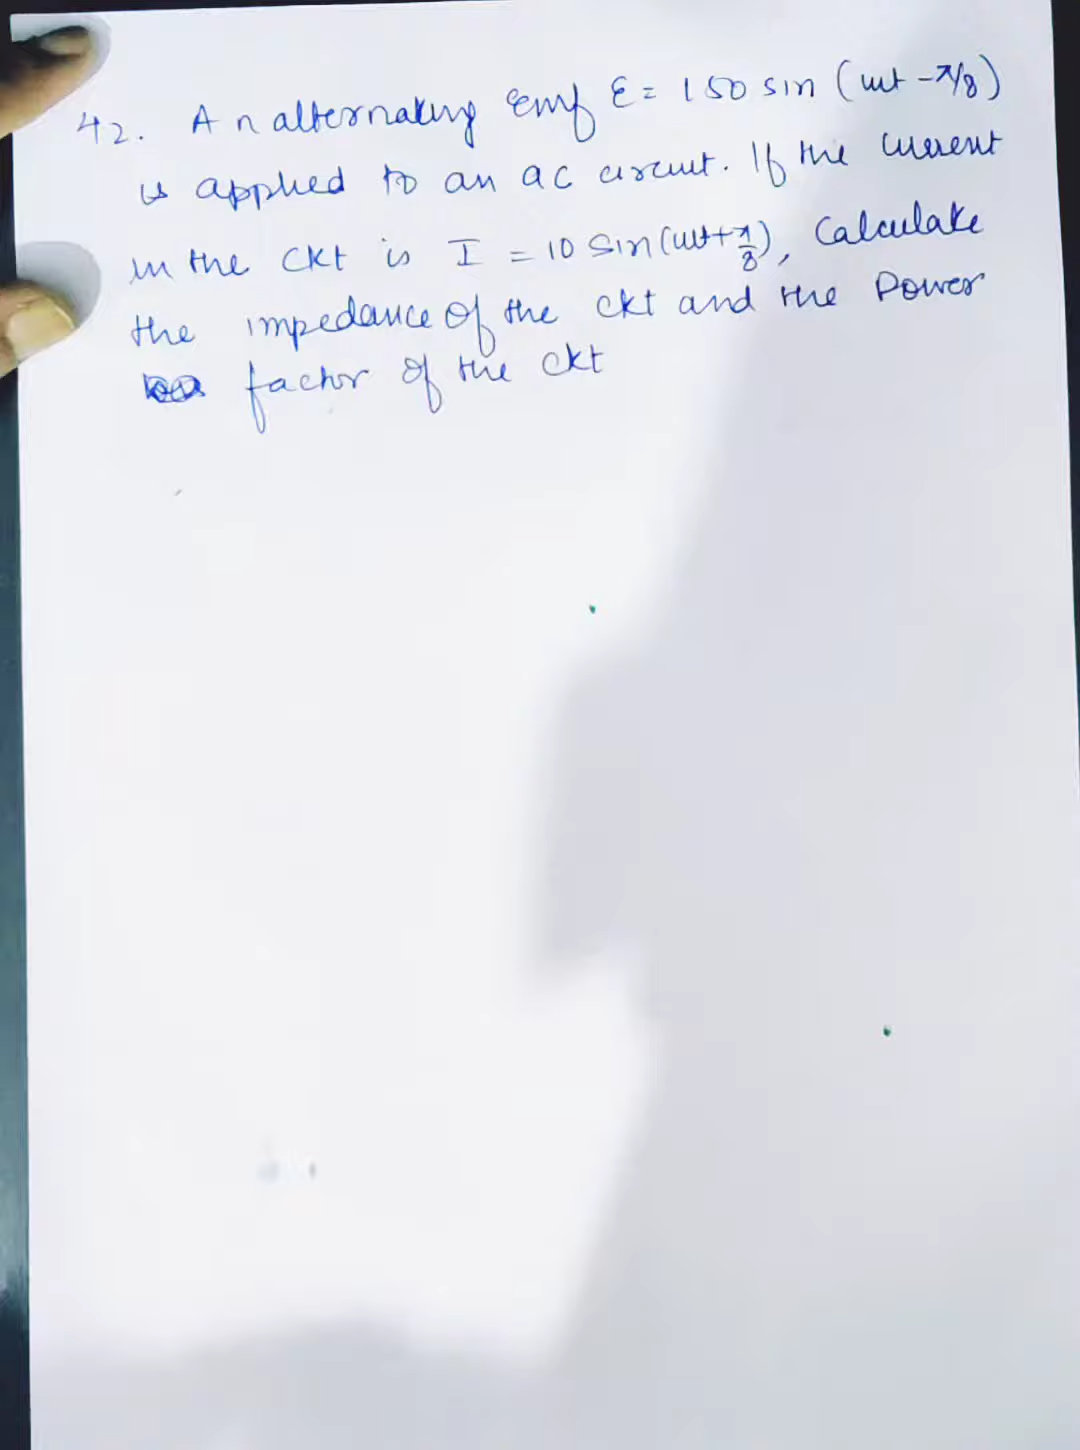 42. An alternating Emf ε = 150 sin (ωt - π/8)
is applied to an ac circuit. If the current
in the ckt is I = 10 sin(ωt + π/8), Calculate
the impedance of the ckt and the Power
factor of the ckt